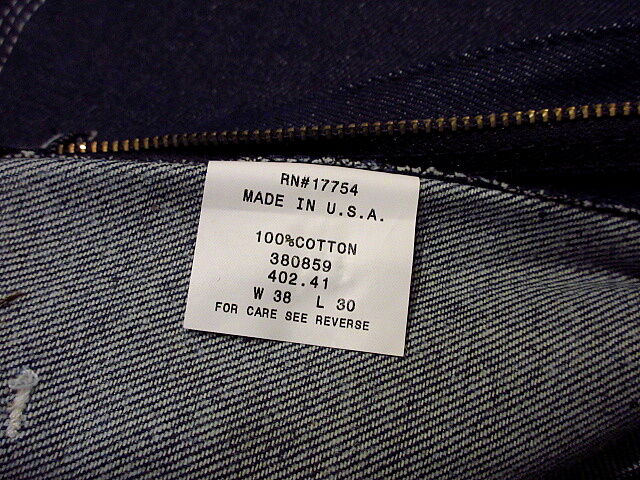 RN#17754
MADE IN U.S.A.
100%COTTON
380859
402.41
W 38 L 30
FOR CARE SEE REVERSE